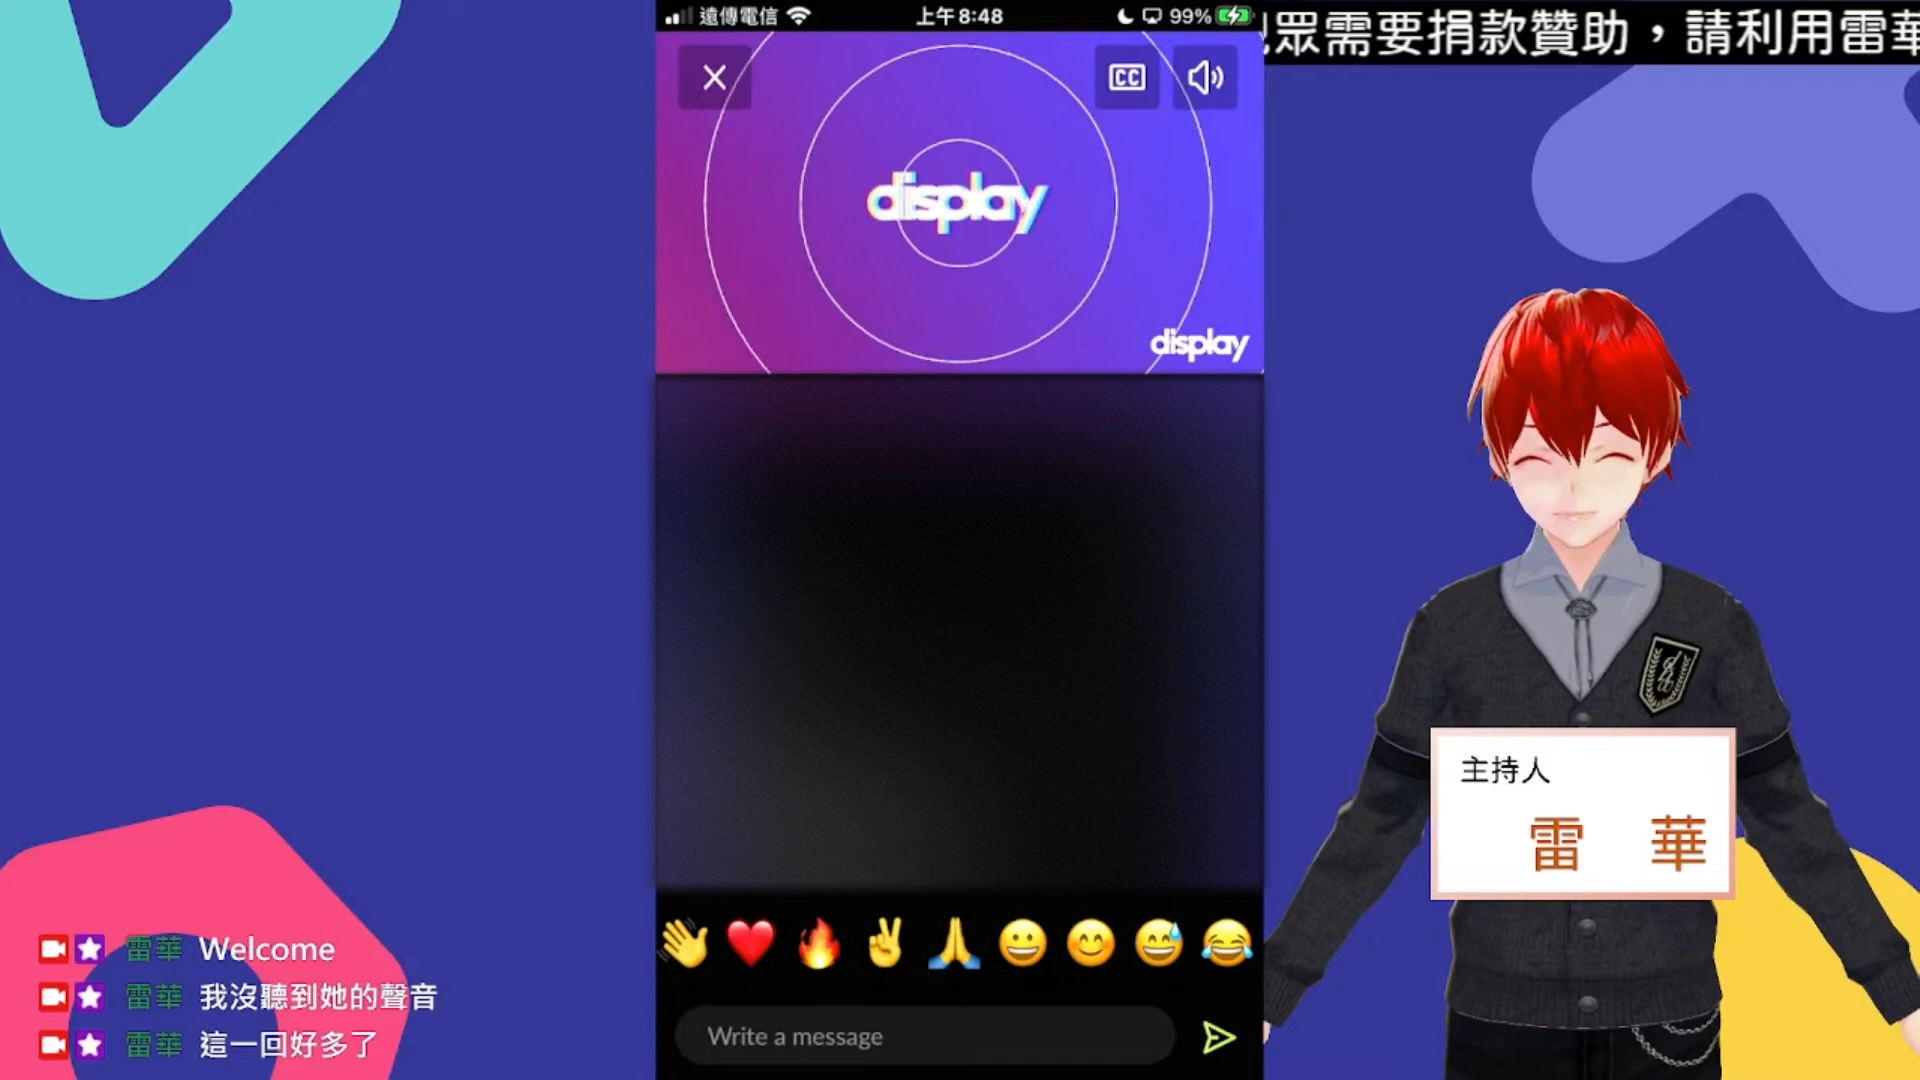 遠傳電信
上午8:48
99%
眾需要捐款贊助，請利用雷華
CC
display
display
主持人
雷 華
雷華 Welcome
雷華 我沒聽到她的聲音
雷華 這一回好多了
Write a message